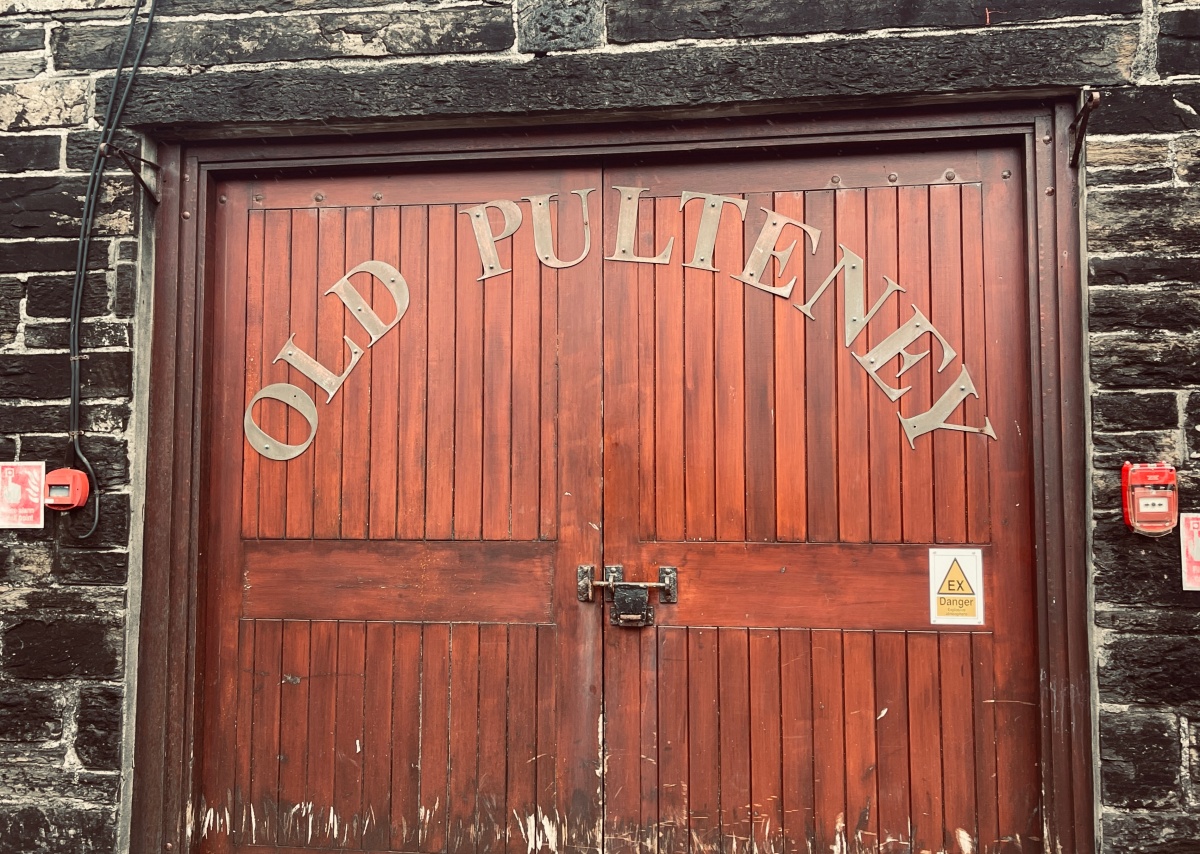 OLD PULTENEY
EX
Danger